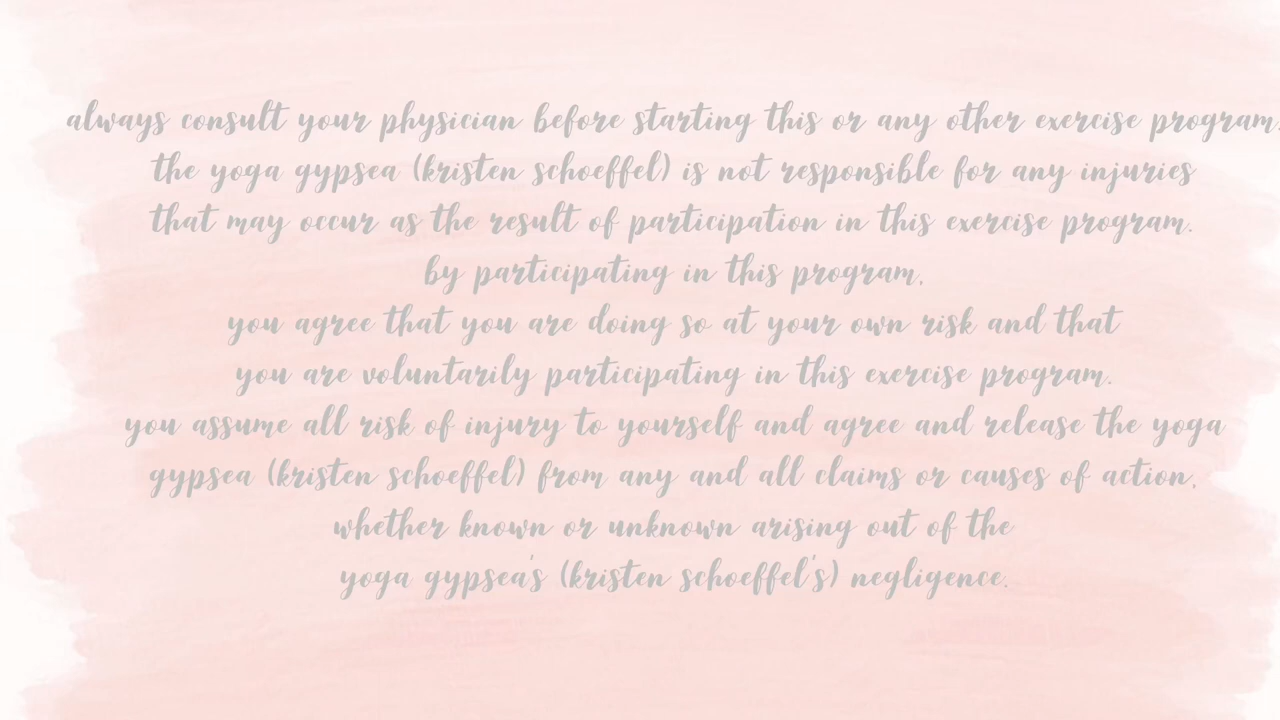 always consult your physician before starting this or any other exercise program.
the yoga gypsea (kristen schoeffel) is not responsible for any injuries
that may occur as the result of participation in this exercise program.
by participating in this program,
you agree that you are doing so at your own risk and that
you are voluntarily participating in this exercise program.
you assume all risk of injury to yourself and agree and release the yoga
gypsea (kristen schoeffel) from any and all claims or causes of action,
whether known or unknown arising out of the
yoga gypsea's (kristen schoeffel's) negligence.